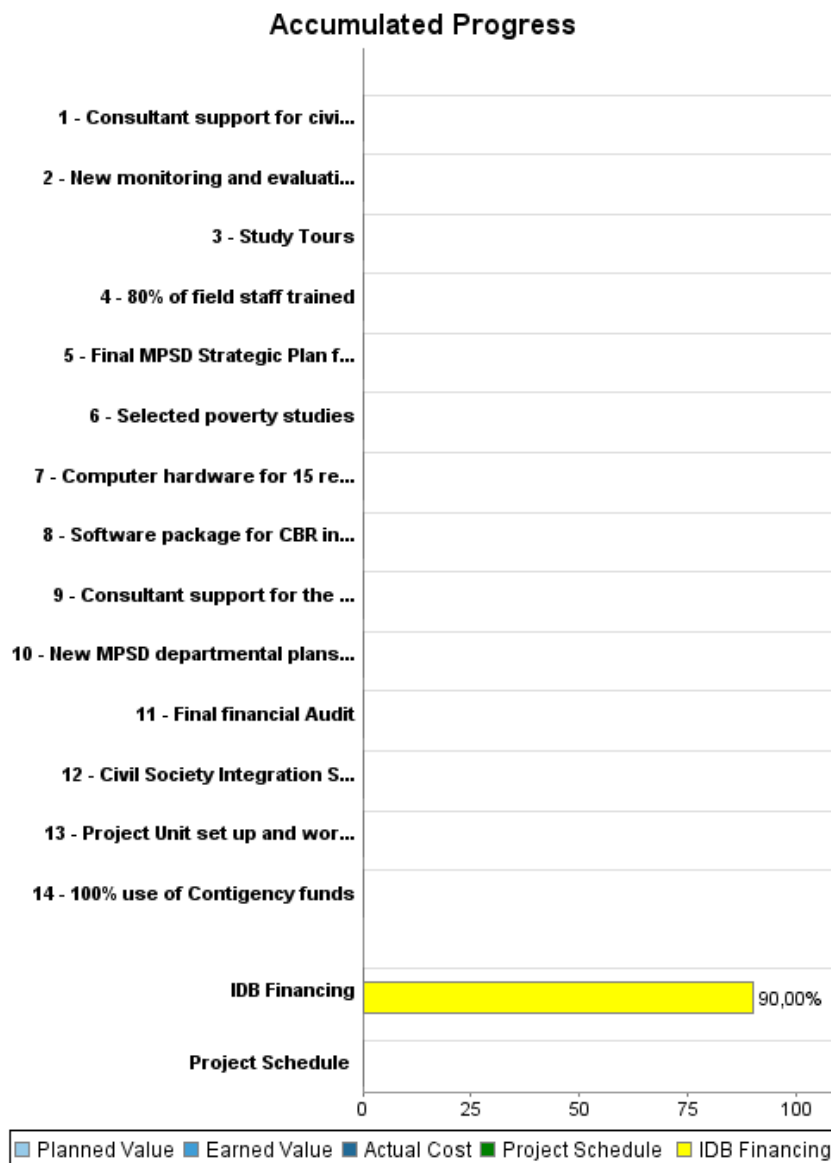 Accumulated Progress
1 - Consultant support for civi...
2 - New monitoring and evaluati...
3 - Study Tours
4 - 80% of field staff trained
5 - Final MPSD Strategic Plan f...
6 - Selected poverty studies
7 - Computer hardware for 15 re...
8 - Software package for CBR in...
9 - Consultant support for the ...
10 - New MPSD departmental plans...
11 - Final financial Audit
12 - Civil Society Integration S...
13 - Project Unit set up and wor...
14 - 100% use of Contigency funds
IDB Financing 90,00%
Project Schedule
0 25 50 75 100
Planned Value Earned Value Actual Cost Project Schedule IDB Financing